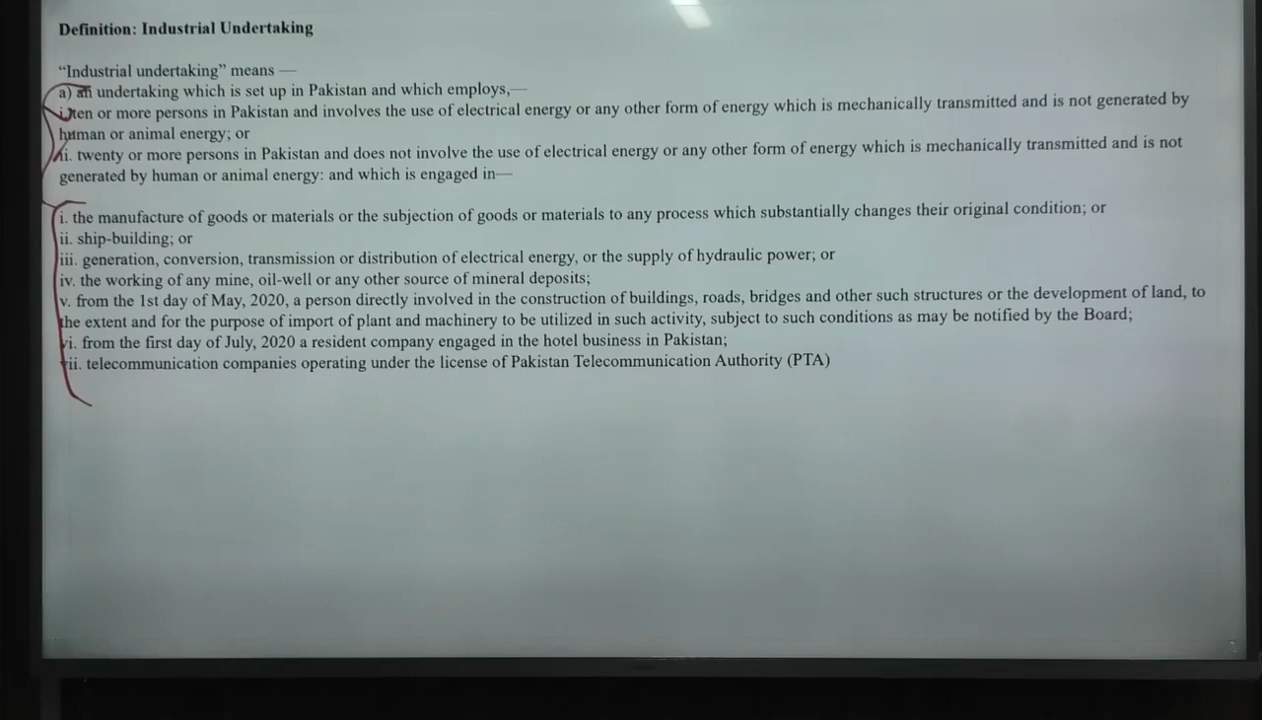 Definition: Industrial Undertaking
“Industrial undertaking” means —
a) an undertaking which is set up in Pakistan and which employs,—
i. ten or more persons in Pakistan and involves the use of electrical energy or any other form of energy which is mechanically transmitted and is not generated by
human or animal energy; or
ii. twenty or more persons in Pakistan and does not involve the use of electrical energy or any other form of energy which is mechanically transmitted and is not
generated by human or animal energy: and which is engaged in—
i. the manufacture of goods or materials or the subjection of goods or materials to any process which substantially changes their original condition; or
ii. ship-building; or
iii. generation, conversion, transmission or distribution of electrical energy, or the supply of hydraulic power; or
iv. the working of any mine, oil-well or any other source of mineral deposits;
v. from the 1st day of May, 2020, a person directly involved in the construction of buildings, roads, bridges and other such structures or the development of land, to
the extent and for the purpose of import of plant and machinery to be utilized in such activity, subject to such conditions as may be notified by the Board;
vi. from the first day of July, 2020 a resident company engaged in the hotel business in Pakistan;
vii. telecommunication companies operating under the license of Pakistan Telecommunication Authority (PTA)